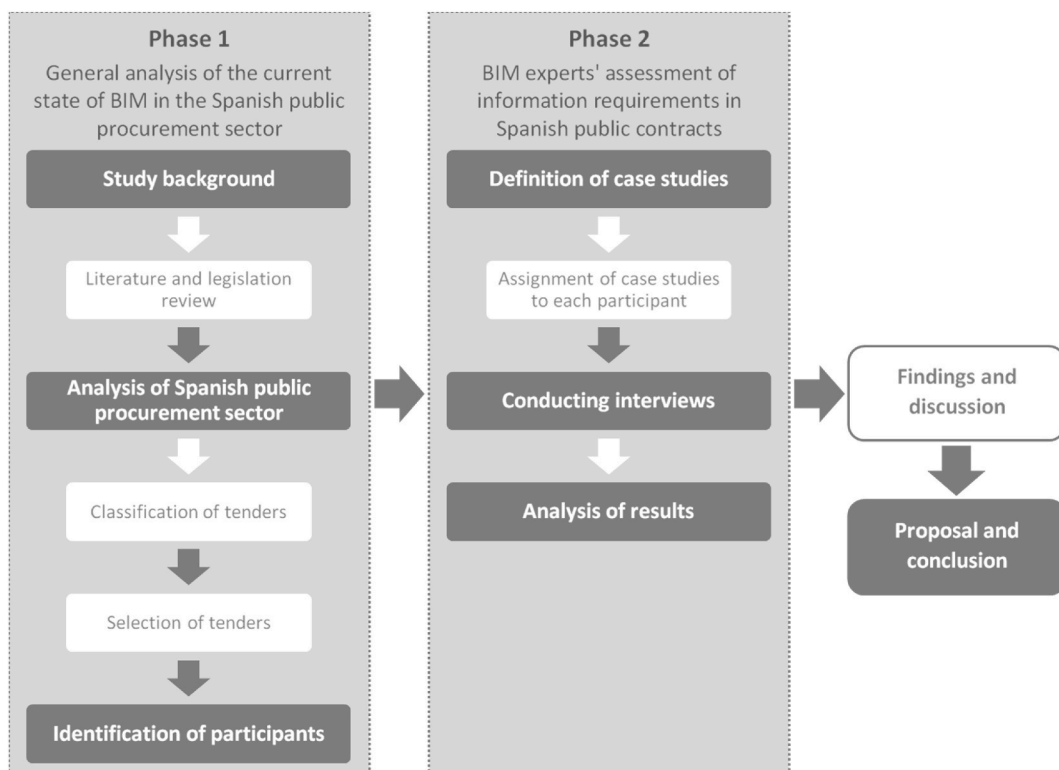 Phase 1
General analysis of the current
state of BIM in the Spanish public
procurement sector
Study background
Literature and legislation
review
Analysis of Spanish public
procurement sector
Classification of tenders
Selection of tenders
Identification of participants
Phase 2
BIM experts' assessment of
information requirements in
Spanish public contracts
Definition of case studies
Assignment of case studies
to each participant
Conducting interviews
Analysis of results
Findings and
discussion
Proposal and
conclusion